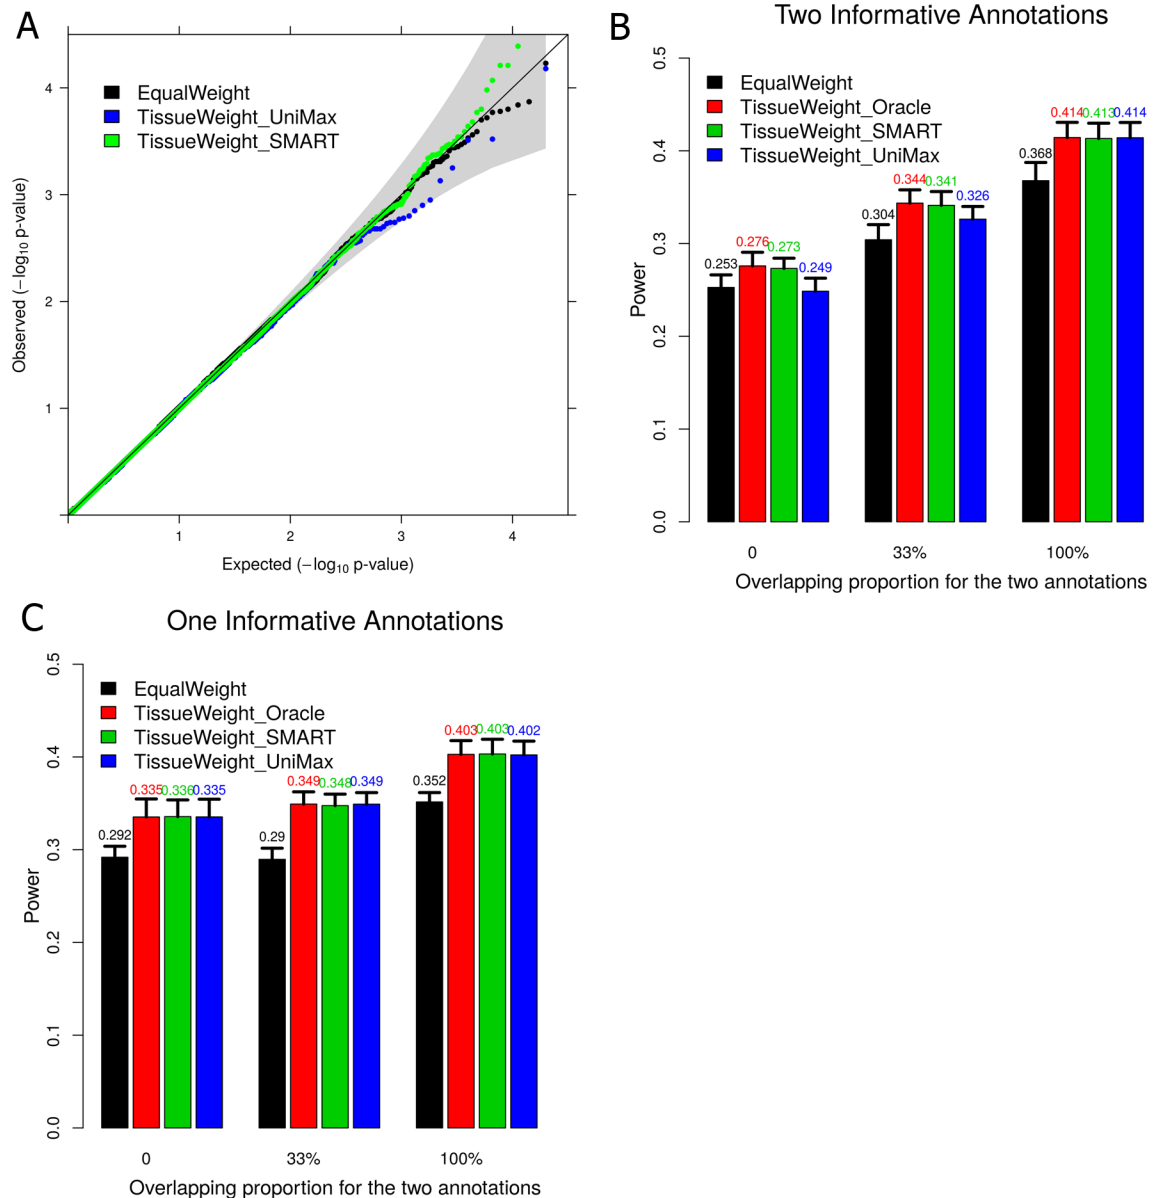 A
EqualWeight
TissueWeight_UniMax
TissueWeight_SMART
Observed (−log10 p-value)
4
3
2
1
1 2 3 4
Expected (−log10 p-value)
B
Two Informative Annotations
EqualWeight
TissueWeight_Oracle
TissueWeight_SMART
TissueWeight_UniMax
Power
0.5
0.4
0.3
0.2
0.1
0.0
0.253 0.276 0.273 0.249
0.304 0.344 0.341 0.326
0.368 0.414 0.413 0.414
0 33% 100%
Overlapping proportion for the two annotations
C
One Informative Annotations
EqualWeight
TissueWeight_Oracle
TissueWeight_SMART
TissueWeight_UniMax
Power
0.5
0.4
0.3
0.2
0.1
0.0
0.292 0.335 0.336 0.335
0.29 0.349 0.348 0.349
0.352 0.403 0.403 0.402
0 33% 100%
Overlapping proportion for the two annotations